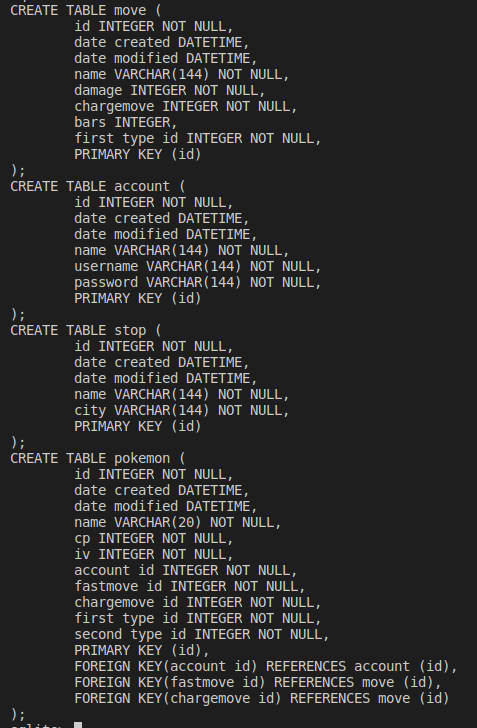 CREATE TABLE move (
id INTEGER NOT NULL,
date created DATETIME,
date modified DATETIME,
name VARCHAR(144) NOT NULL,
damage INTEGER NOT NULL,
chargemove INTEGER NOT NULL,
bars INTEGER,
first type id INTEGER NOT NULL,
PRIMARY KEY (id)
);
CREATE TABLE account (
id INTEGER NOT NULL,
date created DATETIME,
date modified DATETIME,
name VARCHAR(144) NOT NULL,
username VARCHAR(144) NOT NULL,
password VARCHAR(144) NOT NULL,
PRIMARY KEY (id)
);
CREATE TABLE stop (
id INTEGER NOT NULL,
date created DATETIME,
date modified DATETIME,
name VARCHAR(144) NOT NULL,
city VARCHAR(144) NOT NULL,
PRIMARY KEY (id)
);
CREATE TABLE pokemon (
id INTEGER NOT NULL,
date created DATETIME,
date modified DATETIME,
name VARCHAR(20) NOT NULL,
cp INTEGER NOT NULL,
iv INTEGER NOT NULL,
account id INTEGER NOT NULL,
fastmove id INTEGER NOT NULL,
chargemove id INTEGER NOT NULL,
first type id INTEGER NOT NULL,
second type id INTEGER NOT NULL,
PRIMARY KEY (id),
FOREIGN KEY(account id) REFERENCES account (id),
FOREIGN KEY(fastmove id) REFERENCES move (id),
FOREIGN KEY(chargemove id) REFERENCES move (id)
);